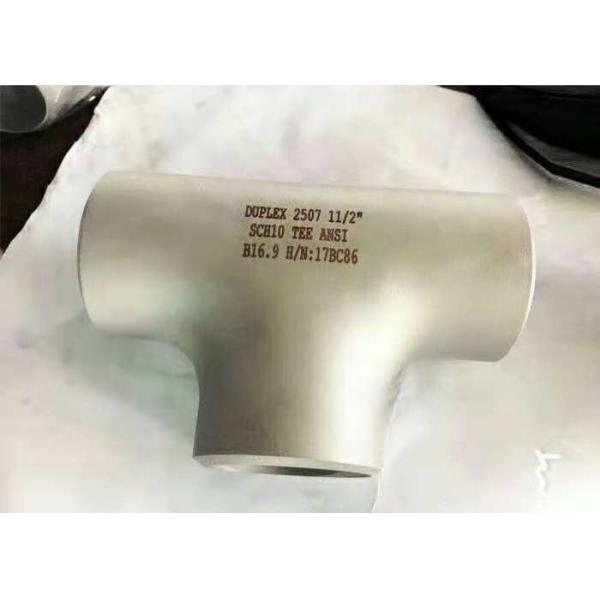 DUPLEX 2507 11/2"
SCH10 TEE ANSI
B16.9 H/N:17BC86